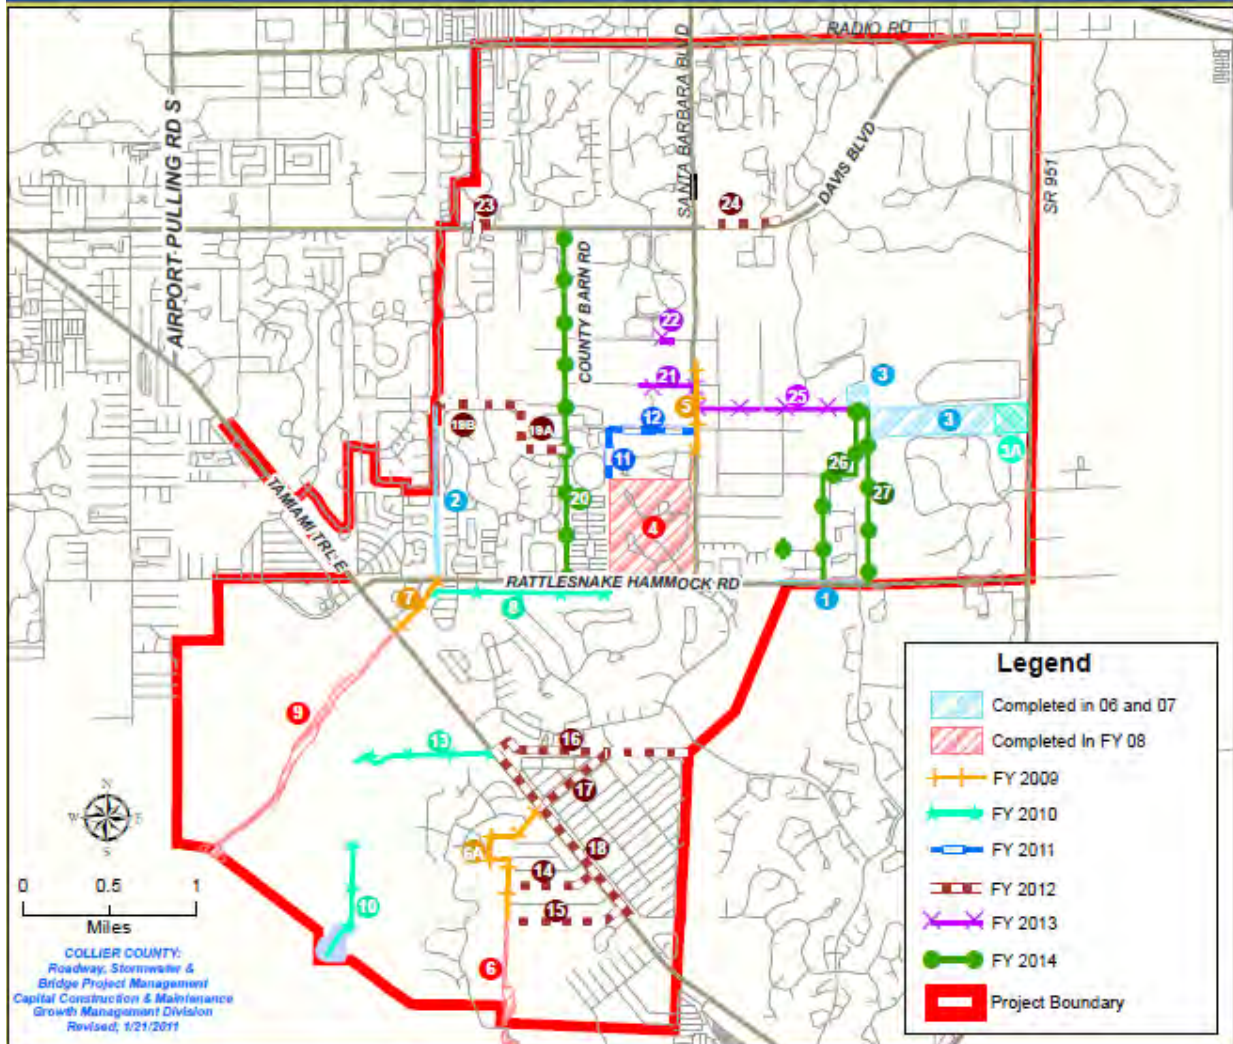 RADIO RD
AIRPORT-PULLING RD S
SANTA BARBARA BLVD
DAVIS BLVD
SR 951
23
24
COUNTY BARN RD
22
21
3
25
5
12
3
19B
19A
11
3A
26
27
2
20
4
TAMIAMI TRL E
RATTLESNAKE HAMMOCK RD
7
8
1
9
13
16
17
18
6A
14
15
10
6
N
W
E
S
0
0.5
1
Miles
COLLIER COUNTY:
Roadway, Stormwater &
Bridge Project Management
Capital Construction & Maintenance
Growth Management Division
Revised; 1/21/2011
Legend
Completed in 06 and 07
Completed In FY 08
FY 2009
FY 2010
FY 2011
FY 2012
FY 2013
FY 2014
Project Boundary